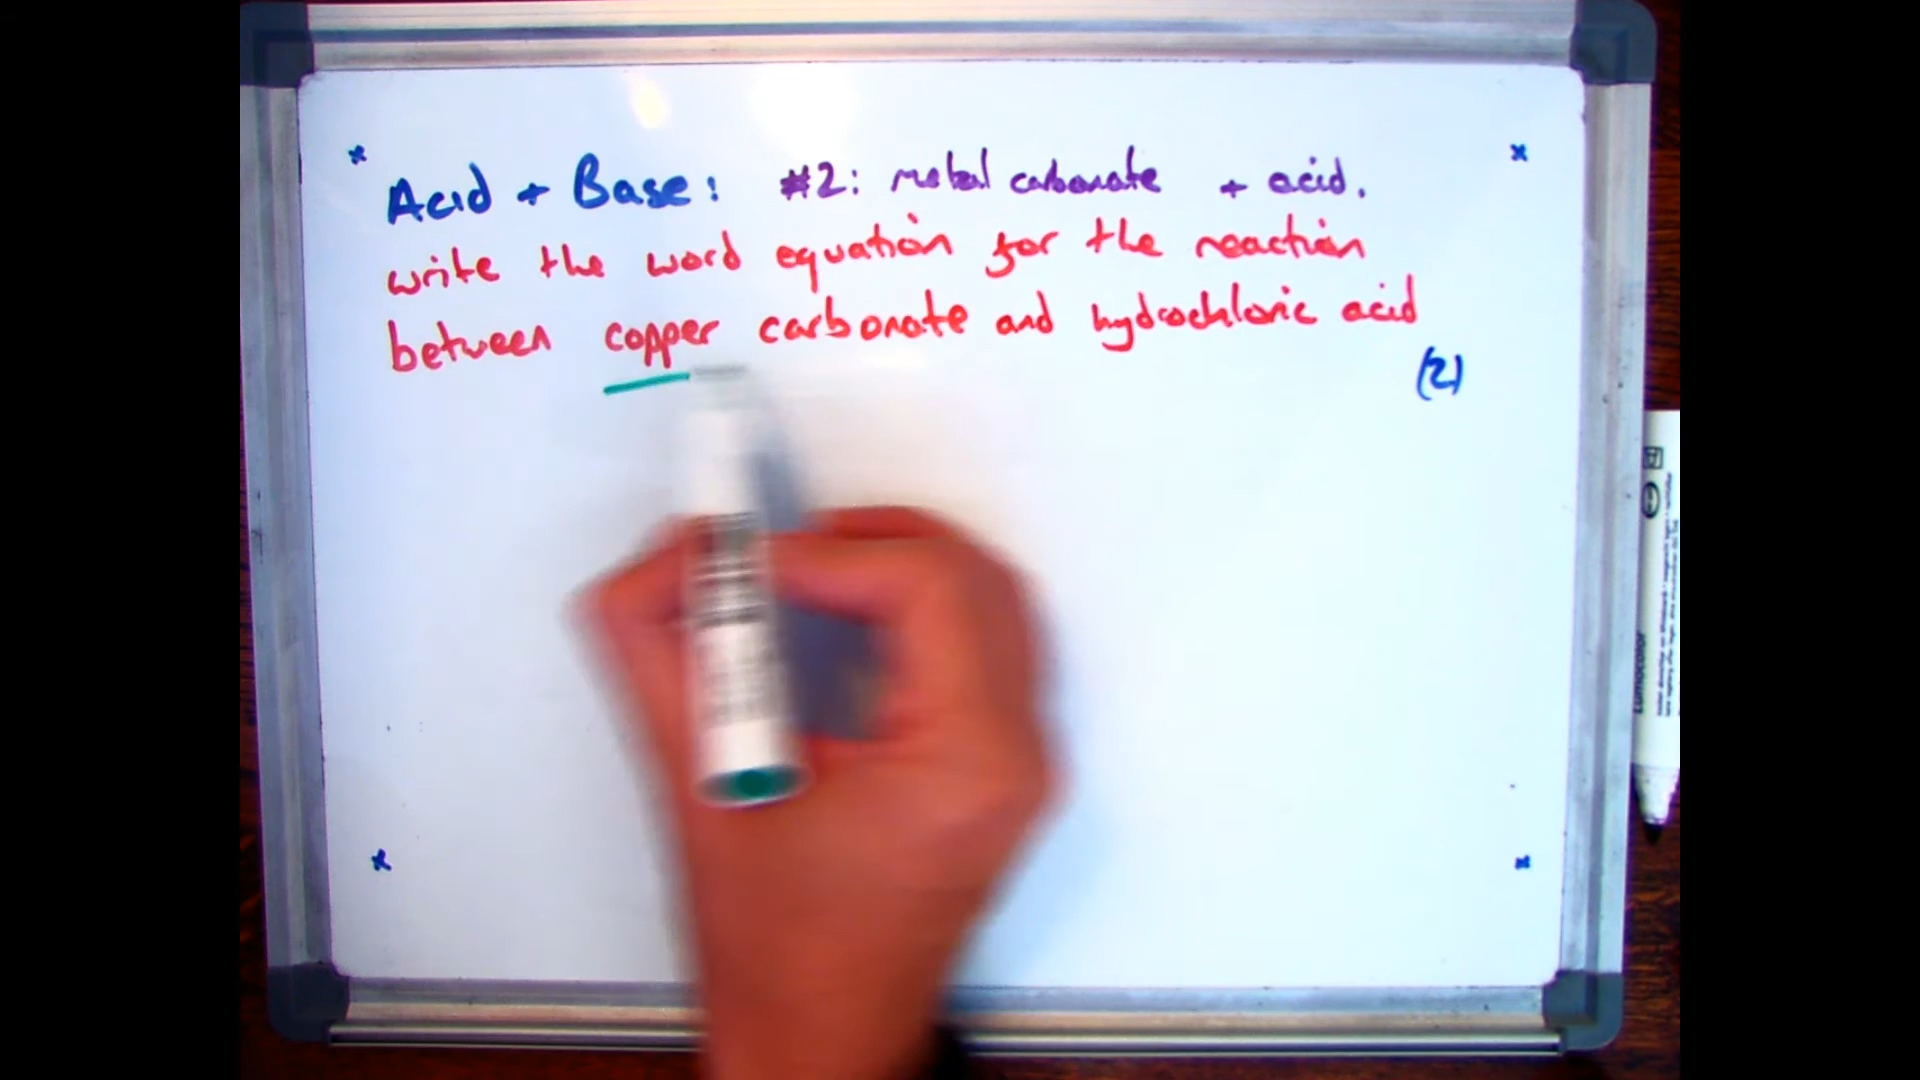 Acid + Base: #2: metal carbonate + acid.
write the word equation for the reaction
between copper carbonate and hydrochloric acid
(2)
Lumocolor